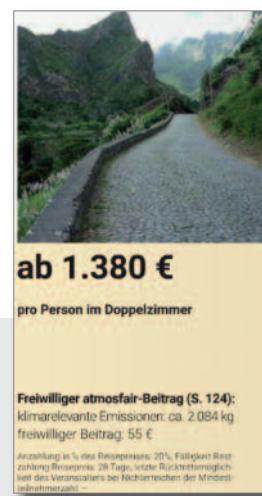 ab 1.380 €
pro Person im Doppelzimmer
Freiwilliger atmosfair-Beitrag (S. 124):
klimarelevante Emissionen: ca. 2.084 kg
freiwilliger Beitrag: 55 €
Anzahlung in % des Reisepreises: 20%, Fälligkeit Rest-
zahlung Reisepreis: 28 Tage, letzte Rücktrittsmöglich-
keit des Veranstalters bei Nichterreichen der Mindest-
teilnehmerzahl: –